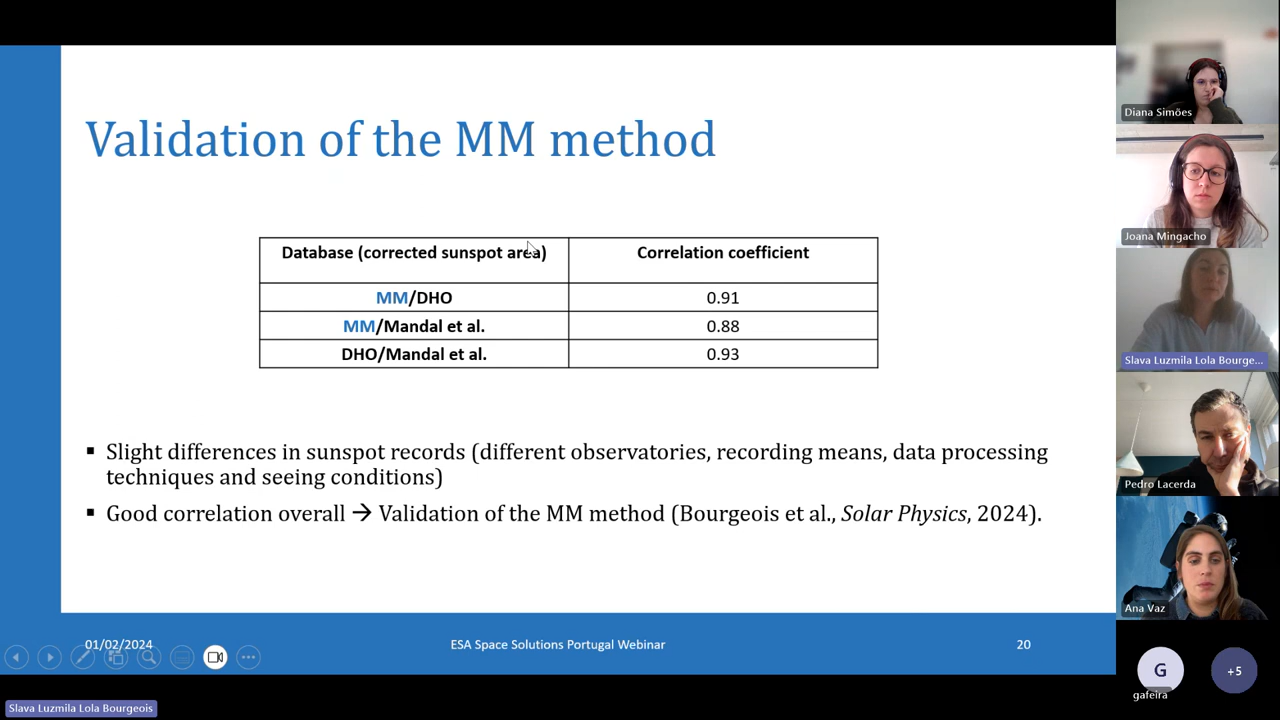 Validation of the MM method
Database (corrected sunspot area)
Correlation coefficient
MM/DHO
0.91
MM/Mandal et al.
0.88
DHO/Mandal et al.
0.93
▪ Slight differences in sunspot records (different observatories, recording means, data processing
techniques and seeing conditions)
▪ Good correlation overall → Validation of the MM method (Bourgeois et al., Solar Physics, 2024).
01/02/2024
ESA Space Solutions Portugal Webinar
20
Slava Luzmila Lola Bourgeois
Diana Simões
Joana Mingacho
Slava Luzmila Lola Bourge...
Pedro Lacerda
Ana Vaz
G
gafeira
+5